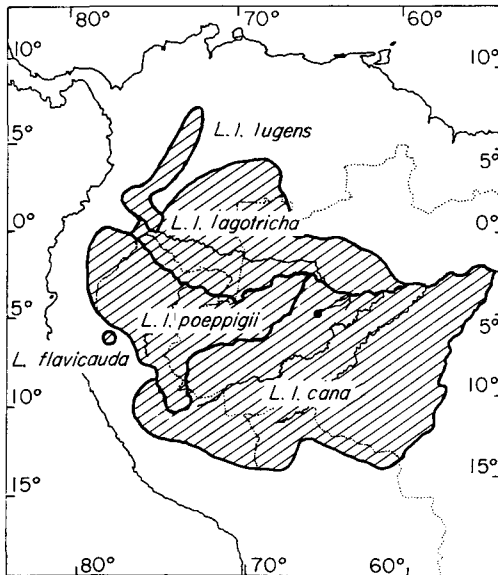 70° 60°
10° 10°
5° L. l. lugens 5°
0° L. l. lagotricha 0°
L. l. poeppigii
5° 5°
L. flavicauda
10° L. l. cana 10°
15° 15°
80° 70° 60°